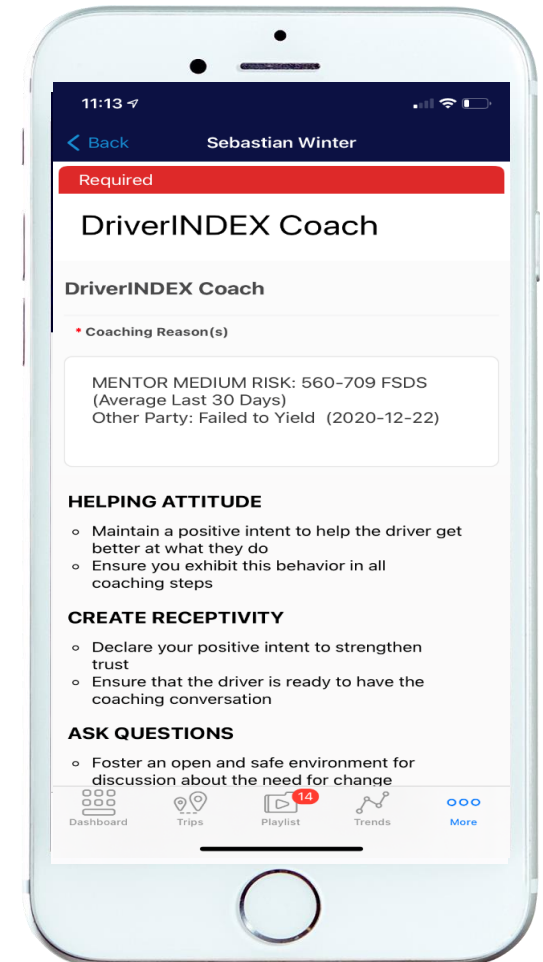 11:13
Back
Sebastian Winter
Required
DriverINDEX Coach
DriverINDEX Coach
* Coaching Reason(s)
MENTOR MEDIUM RISK: 560-709 FSDS
(Average Last 30 Days)
Other Party: Failed to Yield (2020-12-22)
HELPING ATTITUDE
Maintain a positive intent to help the driver get
better at what they do
Ensure you exhibit this behavior in all
coaching steps
CREATE RECEPTIVITY
Declare your positive intent to strengthen
trust
Ensure that the driver is ready to have the
coaching conversation
ASK QUESTIONS
Foster an open and safe environment for
discussion about the need for change
14
Dashboard
Trips
Playlist
Trends
More